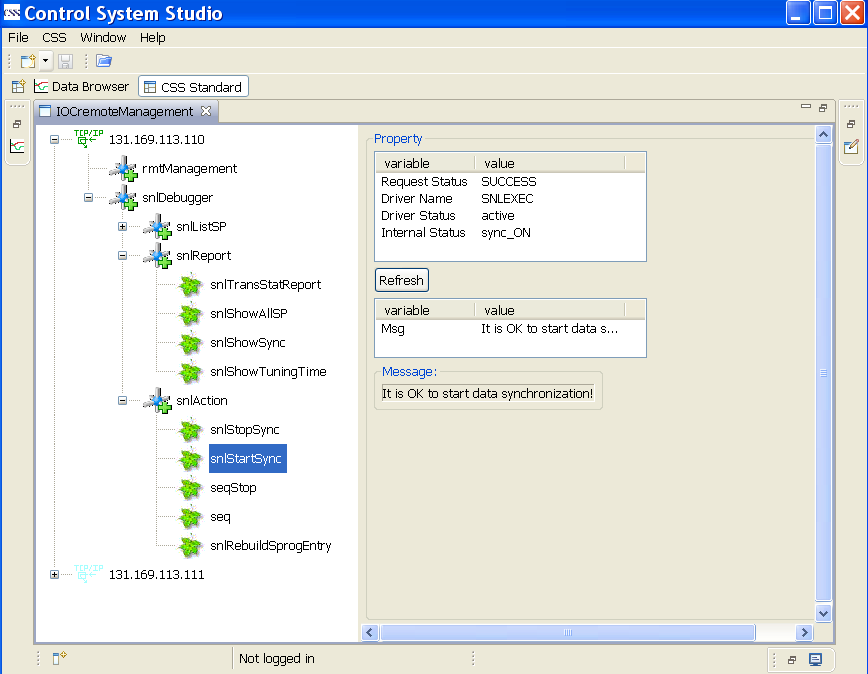 CSS Control System Studio
File CSS Window Help
Data Browser CSS Standard
IOCremoteManagement
TCP/IP 131.169.113.110
rmtManagement
snlDebugger
snlListSP
snlReport
snlTransStatReport
snlShowAllSP
snlShowSync
snlShowTuningTime
snlAction
snlStopSync
snlStartSync
seqStop
seq
snlRebuildSprogEntry
TCP/IP 131.169.113.111
Property
variable value
Request Status SUCCESS
Driver Name SNLEXEC
Driver Status active
Internal Status sync_ON
Refresh
variable value
Msg It is OK to start data s...
Message:
It is OK to start data synchronization!
Not logged in